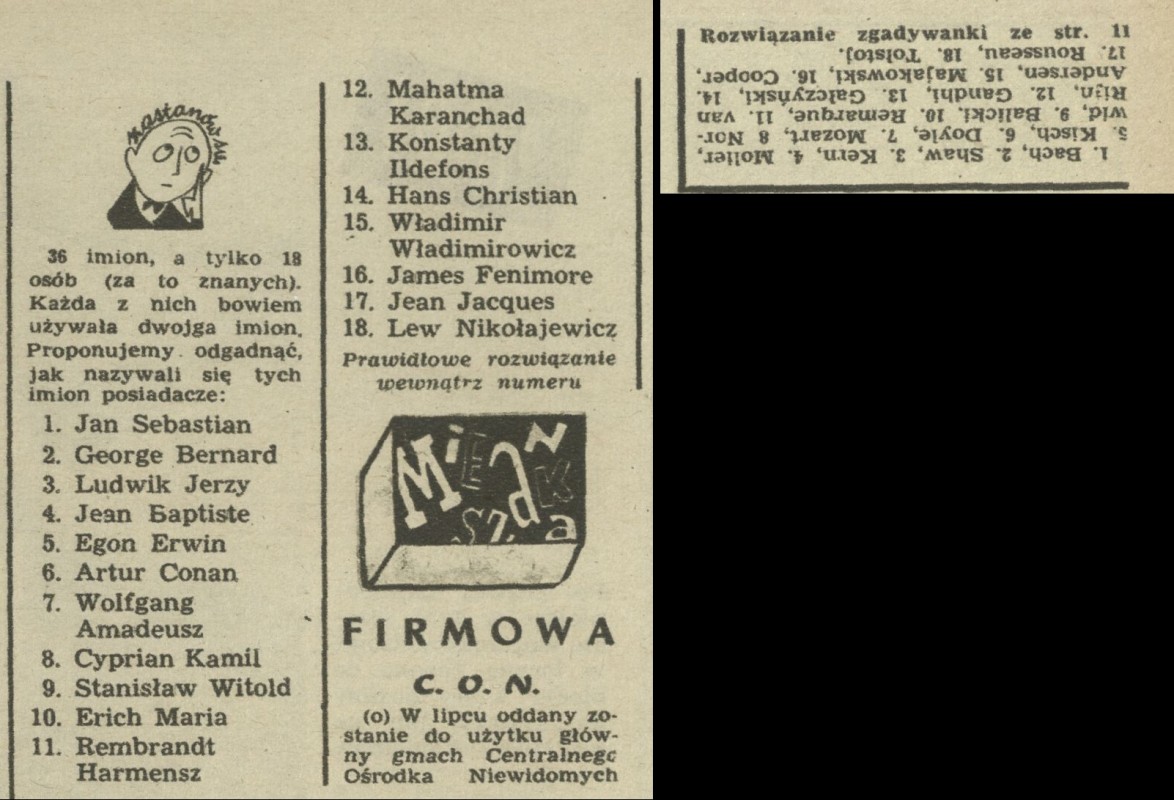 zastanów się
36 imion, a tylko 18
osób (za to znanych).
Każda z nich bowiem
używała dwojga imion.
Proponujemy odgadnąć,
jak nazywali się tych
imion posiadacze:
1. Jan Sebastian
2. George Bernard
3. Ludwik Jerzy
4. Jean Baptiste
5. Egon Erwin
6. Artur Conan
7. Wolfgang
Amadeusz
8. Cyprian Kamil
9. Stanisław Witold
10. Erich Maria
11. Rembrandt
Harmensz
12. Mahatma
Karanchad
13. Konstanty
Ildefons
14. Hans Christian
15. Władimir
Władimirowicz
16. James Fenimore
17. Jean Jacques
18. Lew Nikołajewicz
Prawidłowe rozwiązanie
wewnątrz numeru
MiEszaNka
FIRMOWA
C. O. N.
(o) W lipcu oddany zo-
stanie do użytku głów-
ny gmach Centralnego
Ośrodka Niewidomych
Rozwiązanie zgadywanki ze str. 11
1. Bach, 2. Shaw, 3. Kern, 4. Molier,
5. Kisch, 6. Doyle, 7. Mozart, 8 Nor-
wid, 9. Balicki, 10. Remarque, 11. van
Rijn, 12. Gandhi, 13. Gałczyński, 14.
Andersen, 15. Majakowski, 16. Cooper,
17. Rousseau, 18. Tołstoj.